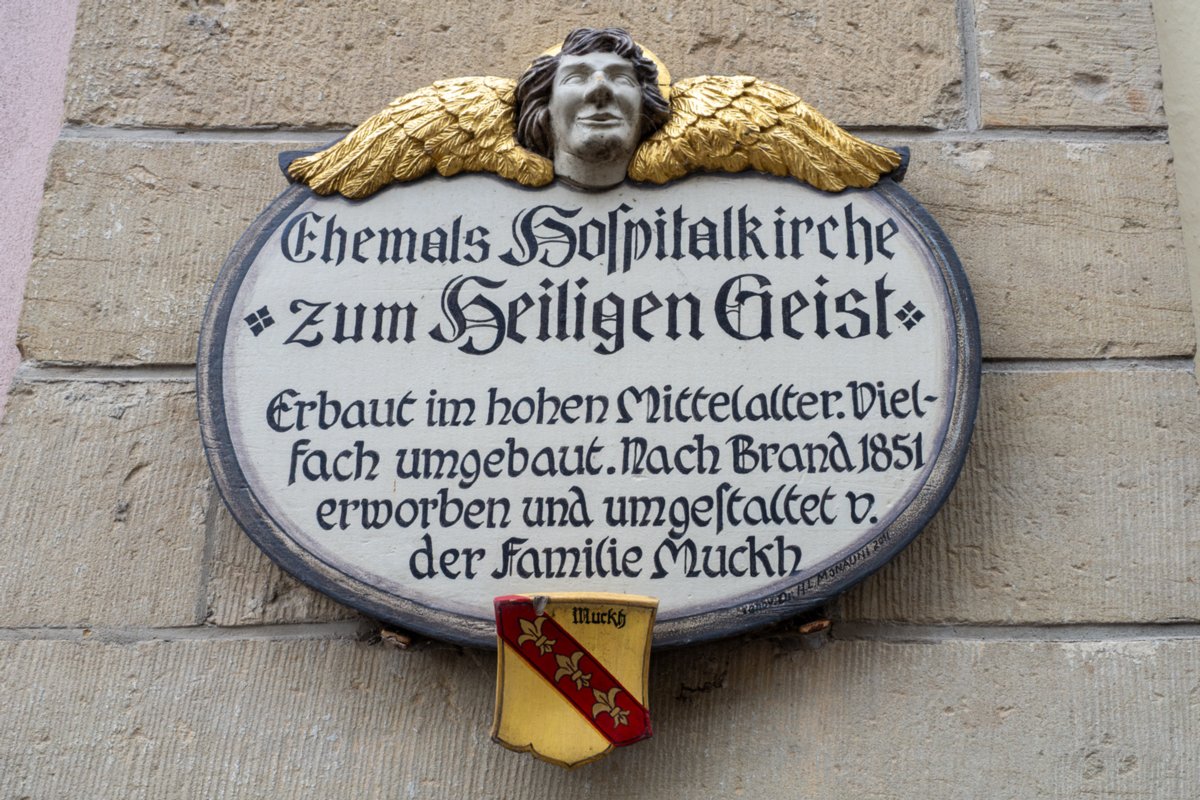 Ehemals Hoſpitalkirche
zum Heiligen Geist
Erbaut im hohen Mittelalter. Viel-
fach umgebaut. Nach Brand 1851
erworben und umgeſtaltet v.
der Familie Muckh
Muckh